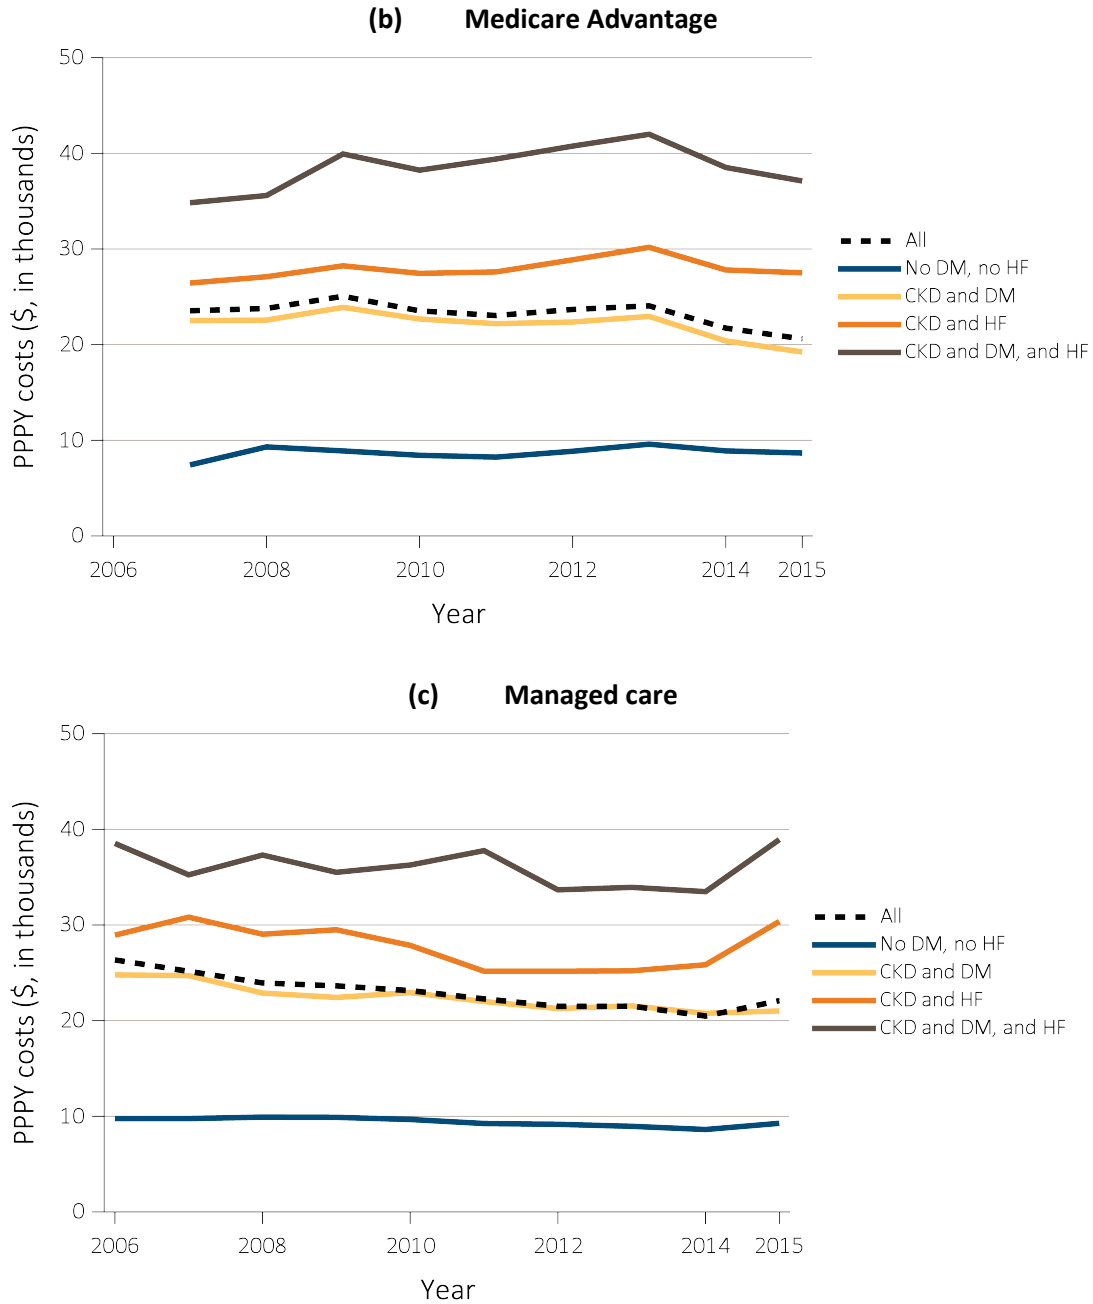 (b) Medicare Advantage
50
40
30
20
10
0
PPPY costs ($, in thousands)
2006 2008 2010 2012 2014 2015
Year
All
No DM, no HF
CKD and DM
CKD and HF
CKD and DM, and HF
(c) Managed care
50
40
30
20
10
0
PPPY costs ($, in thousands)
2006 2008 2010 2012 2014 2015
Year
All
No DM, no HF
CKD and DM
CKD and HF
CKD and DM, and HF